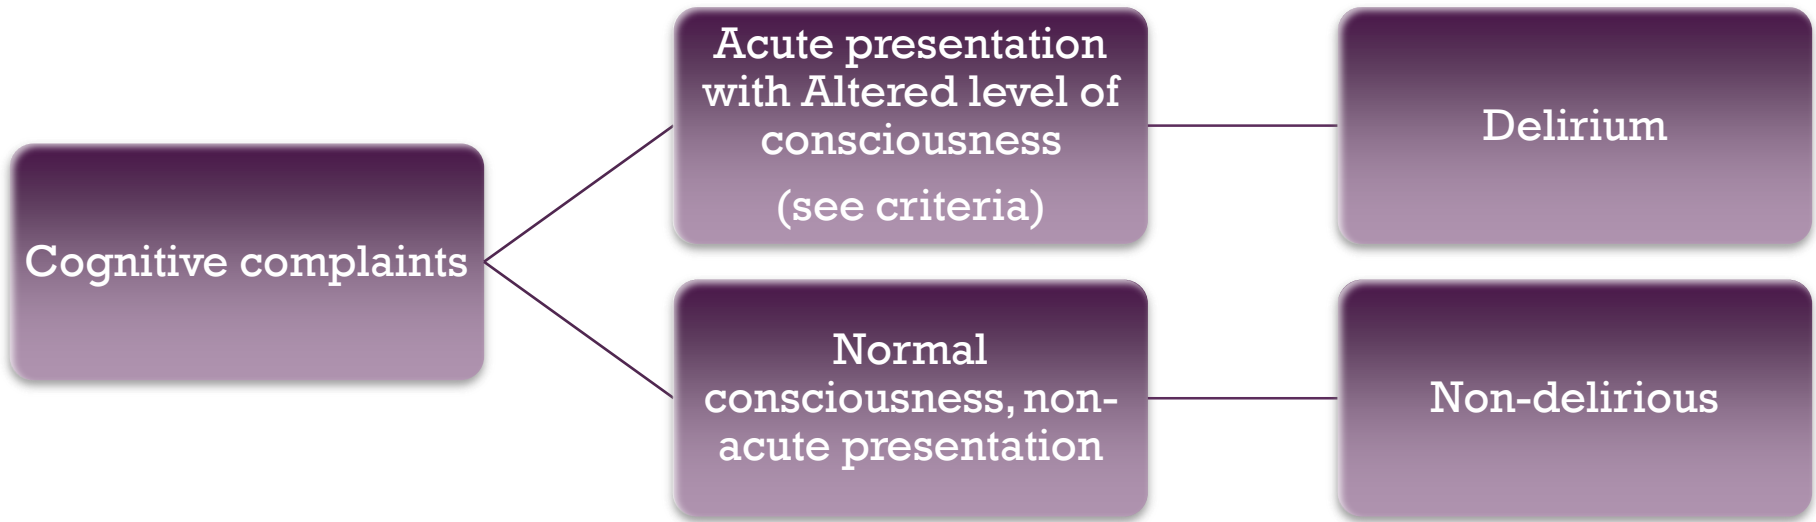 Cognitive complaints
Acute presentation
with Altered level of
consciousness
(see criteria)
Delirium
Normal
consciousness, non-
acute presentation
Non-delirious